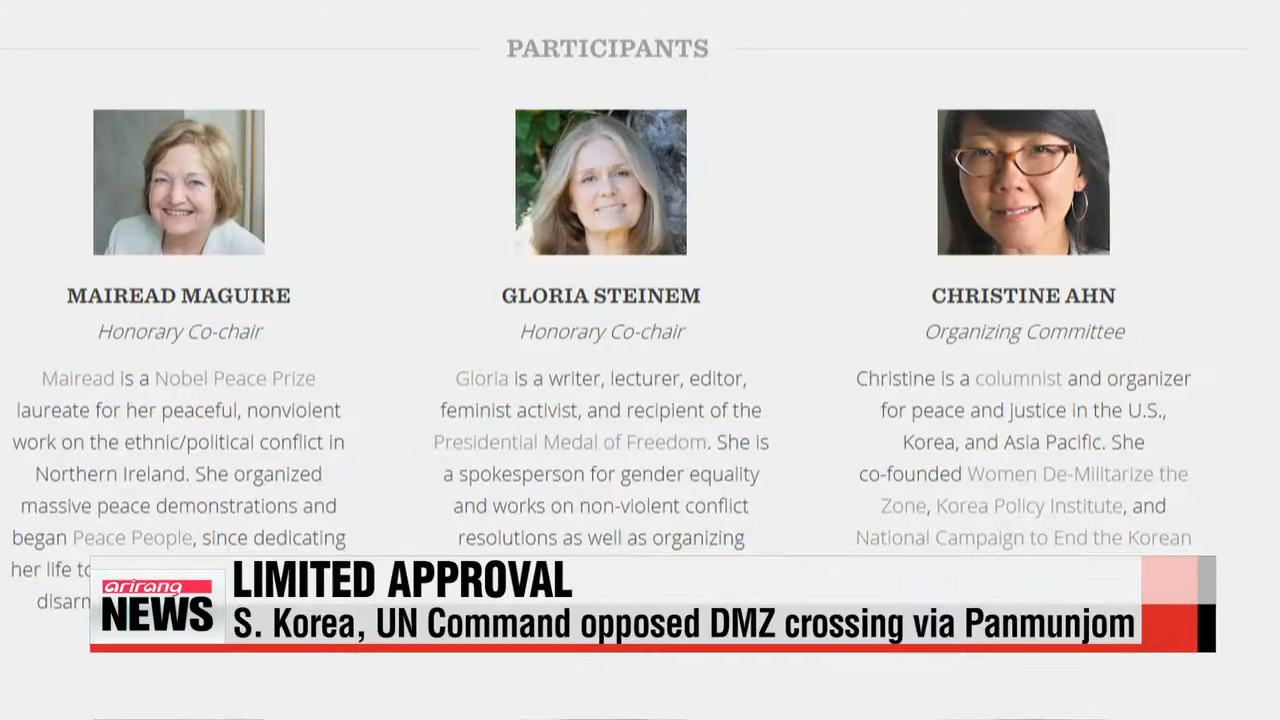 PARTICIPANTS
MAIREAD MAGUIRE
Honorary Co-chair
Mairead is a Nobel Peace Prize
laureate for her peaceful, nonviolent
work on the ethnic/political conflict in
Northern Ireland. She organized
massive peace demonstrations and
began Peace People, since dedicating
her life to
disarm
GLORIA STEINEM
Honorary Co-chair
Gloria is a writer, lecturer, editor,
feminist activist, and recipient of the
Presidential Medal of Freedom. She is
a spokesperson for gender equality
and works on non-violent conflict
resolutions as well as organizing
CHRISTINE AHN
Organizing Committee
Christine is a columnist and organizer
for peace and justice in the U.S.,
Korea, and Asia Pacific. She
co-founded Women De-Militarize the
Zone, Korea Policy Institute, and
National Campaign to End the Korean
arirang
NEWS
LIMITED APPROVAL
S. Korea, UN Command opposed DMZ crossing via Panmunjom